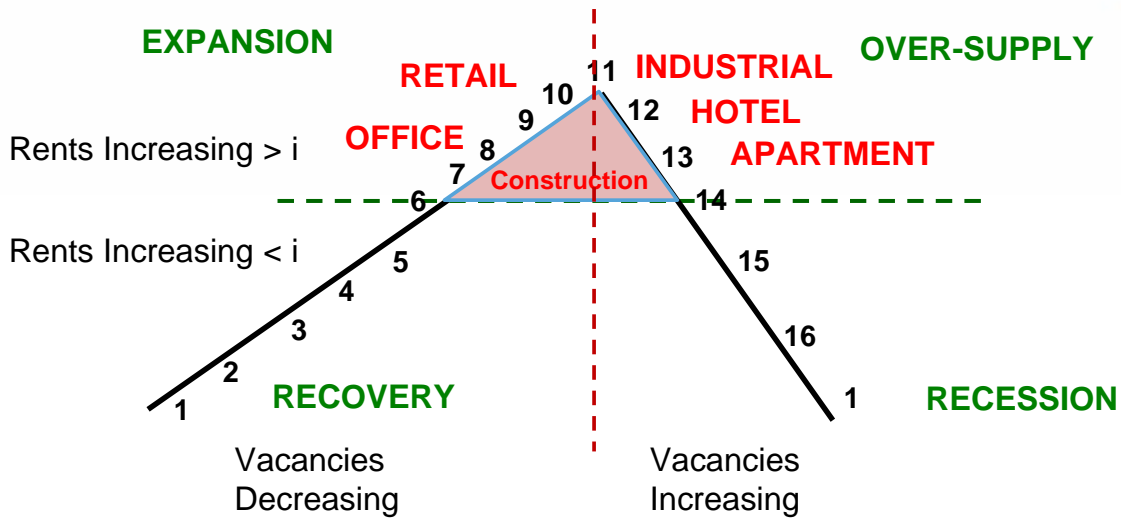 EXPANSION
OVER-SUPPLY
RETAIL
11
INDUSTRIAL
10
12
HOTEL
9
OFFICE
8
13
APARTMENT
Rents Increasing > i
7
Construction
6
14
Rents Increasing < i
5
15
4
3
16
2
RECOVERY
1
1
RECESSION
Vacancies
Decreasing
Vacancies
Increasing